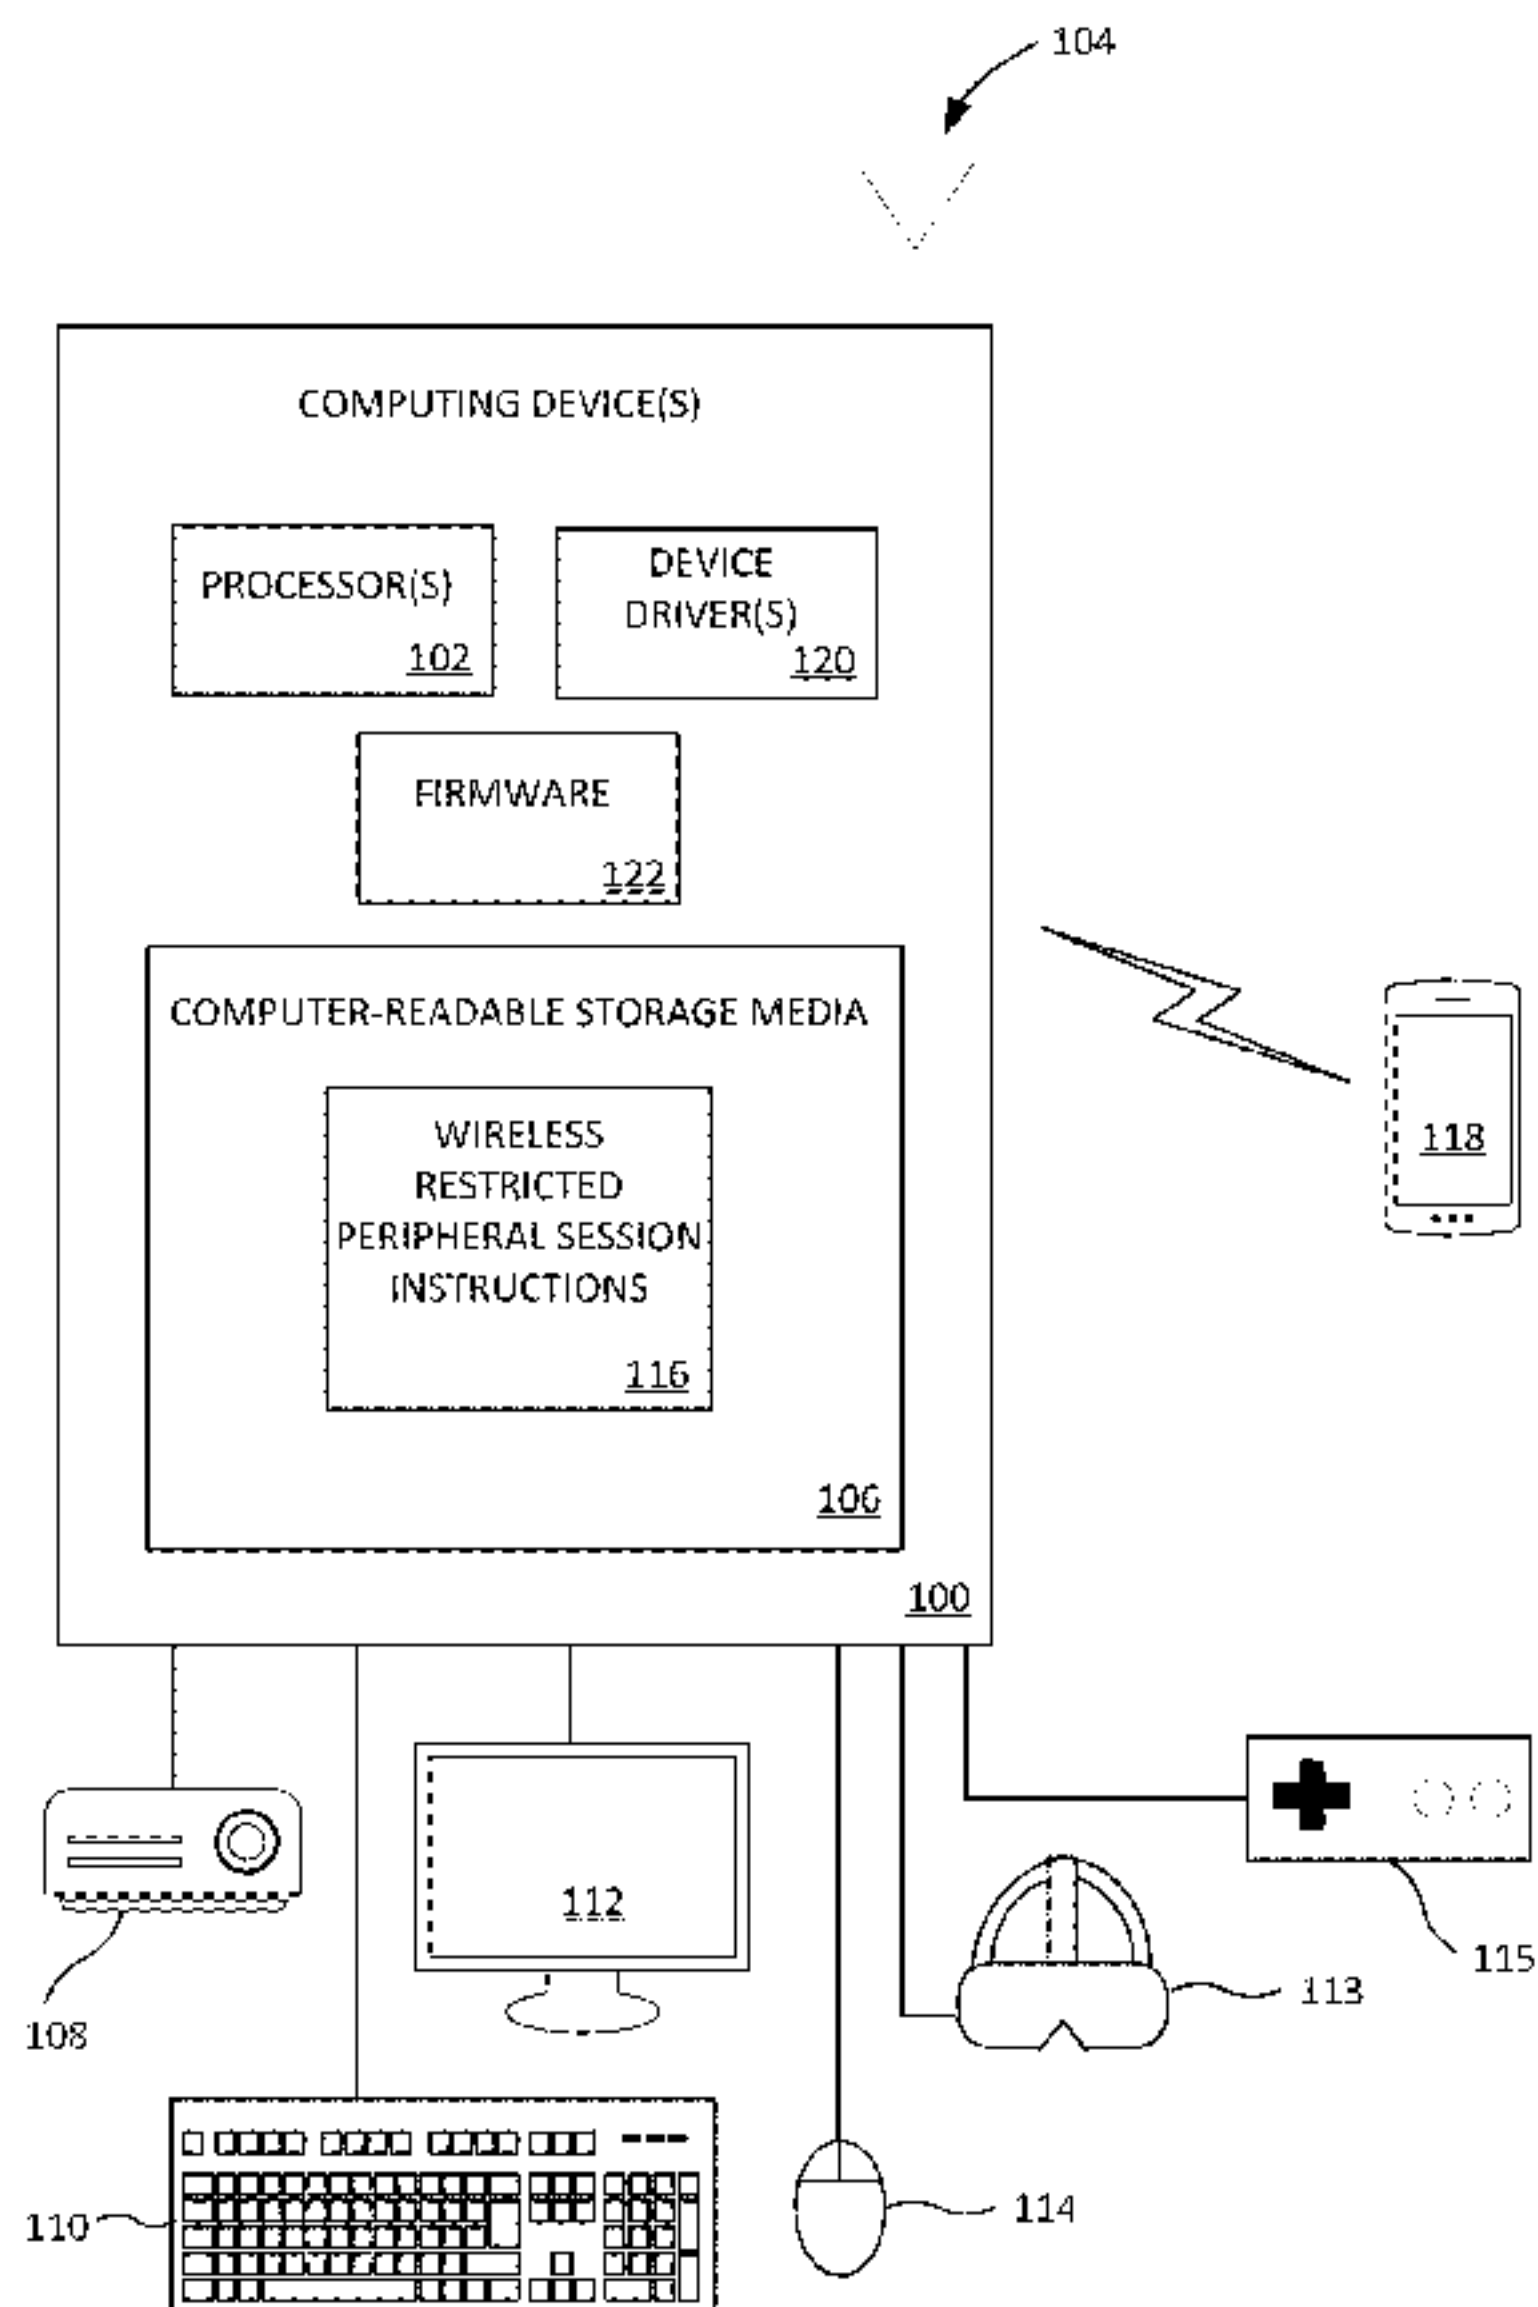 104
COMPUTING DEVICE(S)
PROCESSOR(S)
102
DEVICE
DRIVER(S)
120
FIRMWARE
122
COMPUTER-READABLE STORAGE MEDIA
WIRELESS
RESTRICTED
PERIPHERAL SESSION
INSTRUCTIONS
116
106
100
118
112
108
115
113
110
114